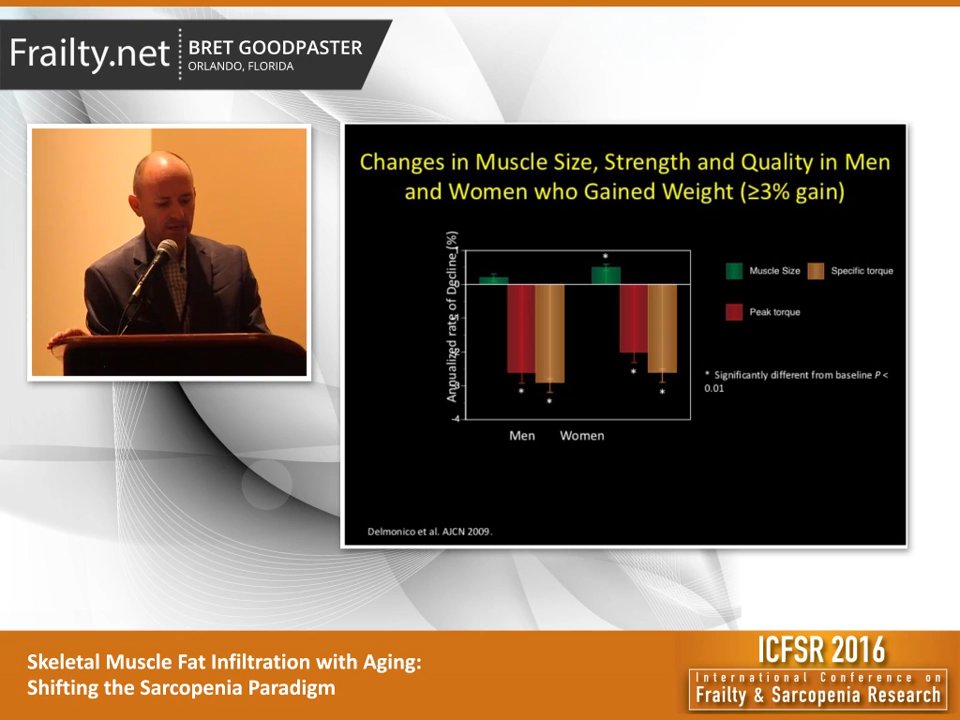 Frailty.net
BRET GOODPASTER
ORLANDO, FLORIDA
Changes in Muscle Size, Strength and Quality in Men
and Women who Gained Weight (≥3% gain)
Annualized rate of Decline (%)
-4
Men Women
Muscle Size
Specific torque
Peak torque
* Significantly different from baseline P <
0.01
Delmonico et al. AJCN 2009.
Skeletal Muscle Fat Infiltration with Aging:
Shifting the Sarcopenia Paradigm
ICFSR 2016
International Conference on
Frailty & Sarcopenia Research